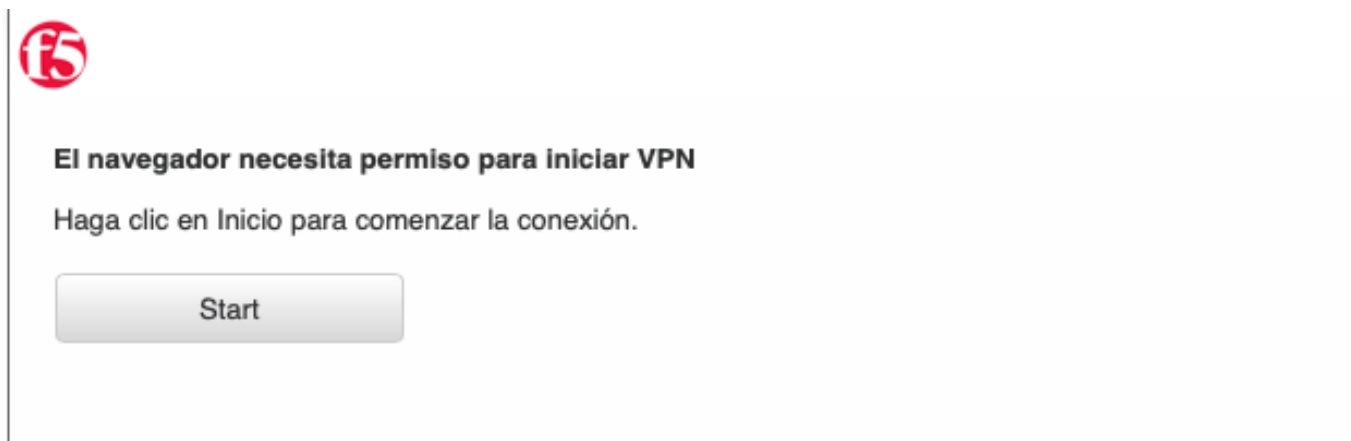 f5
El navegador necesita permiso para iniciar VPN
Haga clic en Inicio para comenzar la conexión.
Start